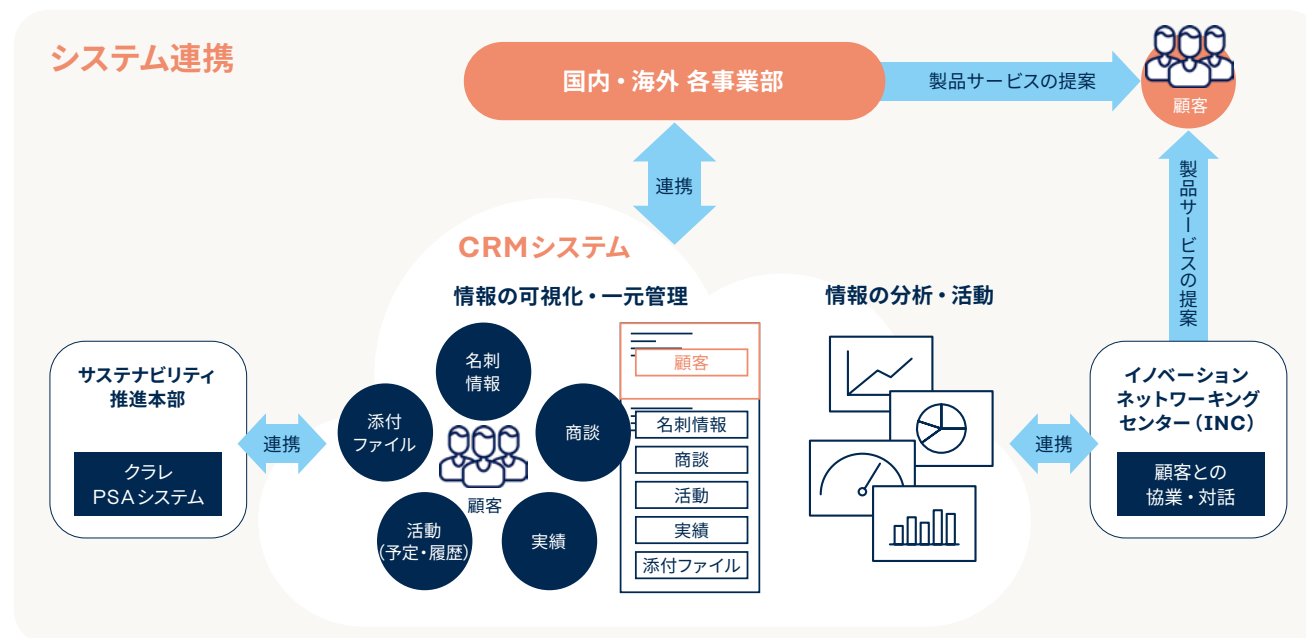 システム連携
国内・海外 各事業部
製品サービスの提案
顧客
連携
製品サービスの提案
CRMシステム
情報の可視化・一元管理
情報の分析・活動
サステナビリティ
推進本部
クラレ
PSAシステム
連携
名刺
情報
添付
ファイル
商談
顧客
活動
(予定・履歴)
実績
顧客
名刺情報
商談
活動
実績
添付ファイル
連携
イノベーション
ネットワーキング
センター（INC）
顧客との
協業・対話